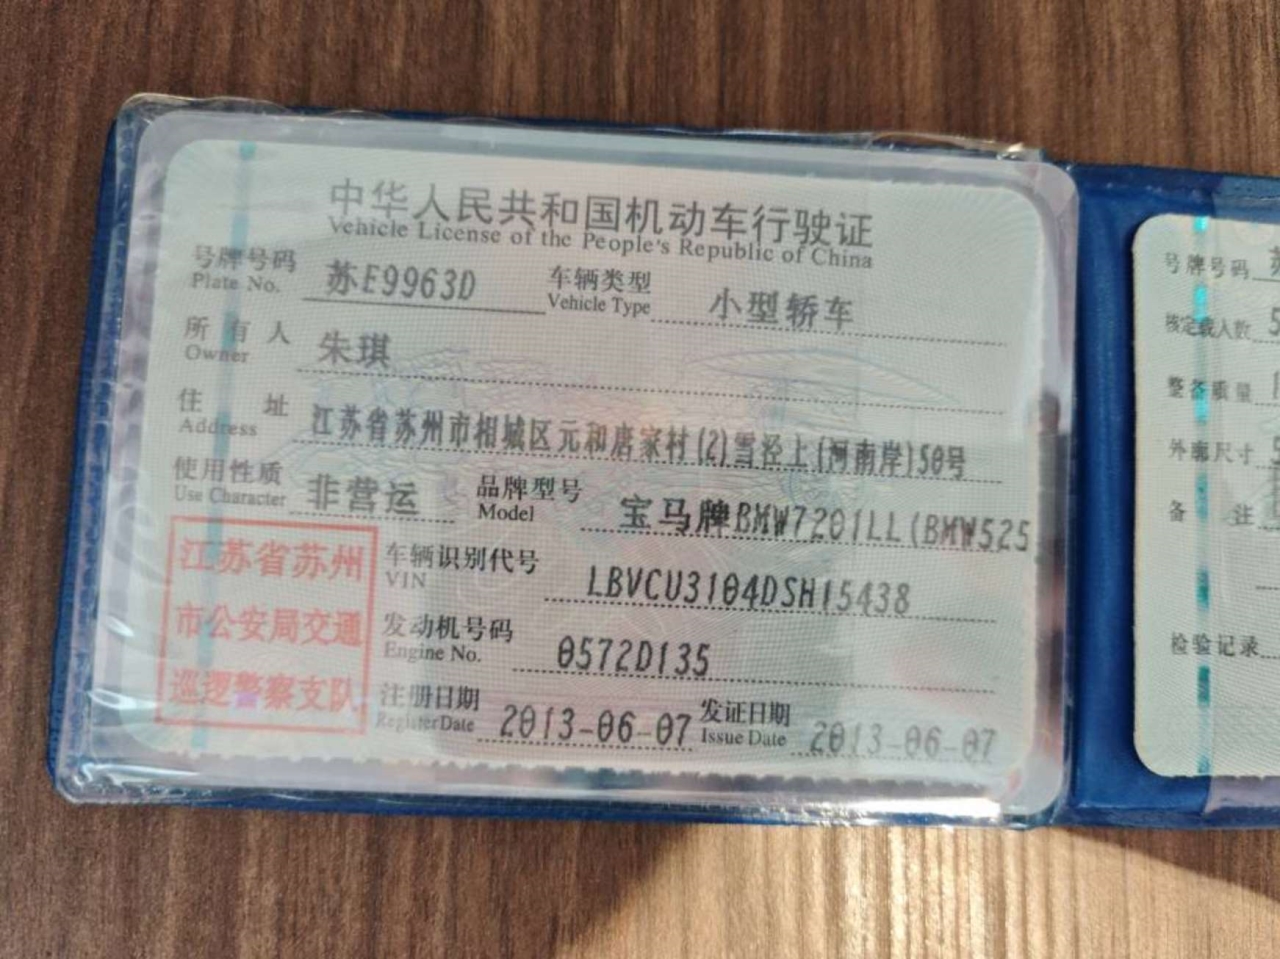 中华人民共和国机动车行驶证
Vehicle License of the People's Republic of China
号牌号码 苏E9963D 车辆类型 小型轿车
Plate No. Vehicle Type
所有人 朱琪
Owner
住址 江苏省苏州市相城区元和唐家村(2)雪泾上(河南岸)50号
Address
使用性质 非营运 品牌型号 宝马牌BMW7201LL(BMW525
Use Character Model
江苏省苏州
市公安局交通
巡逻警察支队
车辆识别代号 LBVCU3104DSH15438
VIN
发动机号码 0572D135
Engine No.
注册日期 2013-06-07 发证日期 2013-06-07
Register Date Issue Date
号牌号码 苏
核定载人数 5
整备质量 1
外廓尺寸 5
备注
检验记录